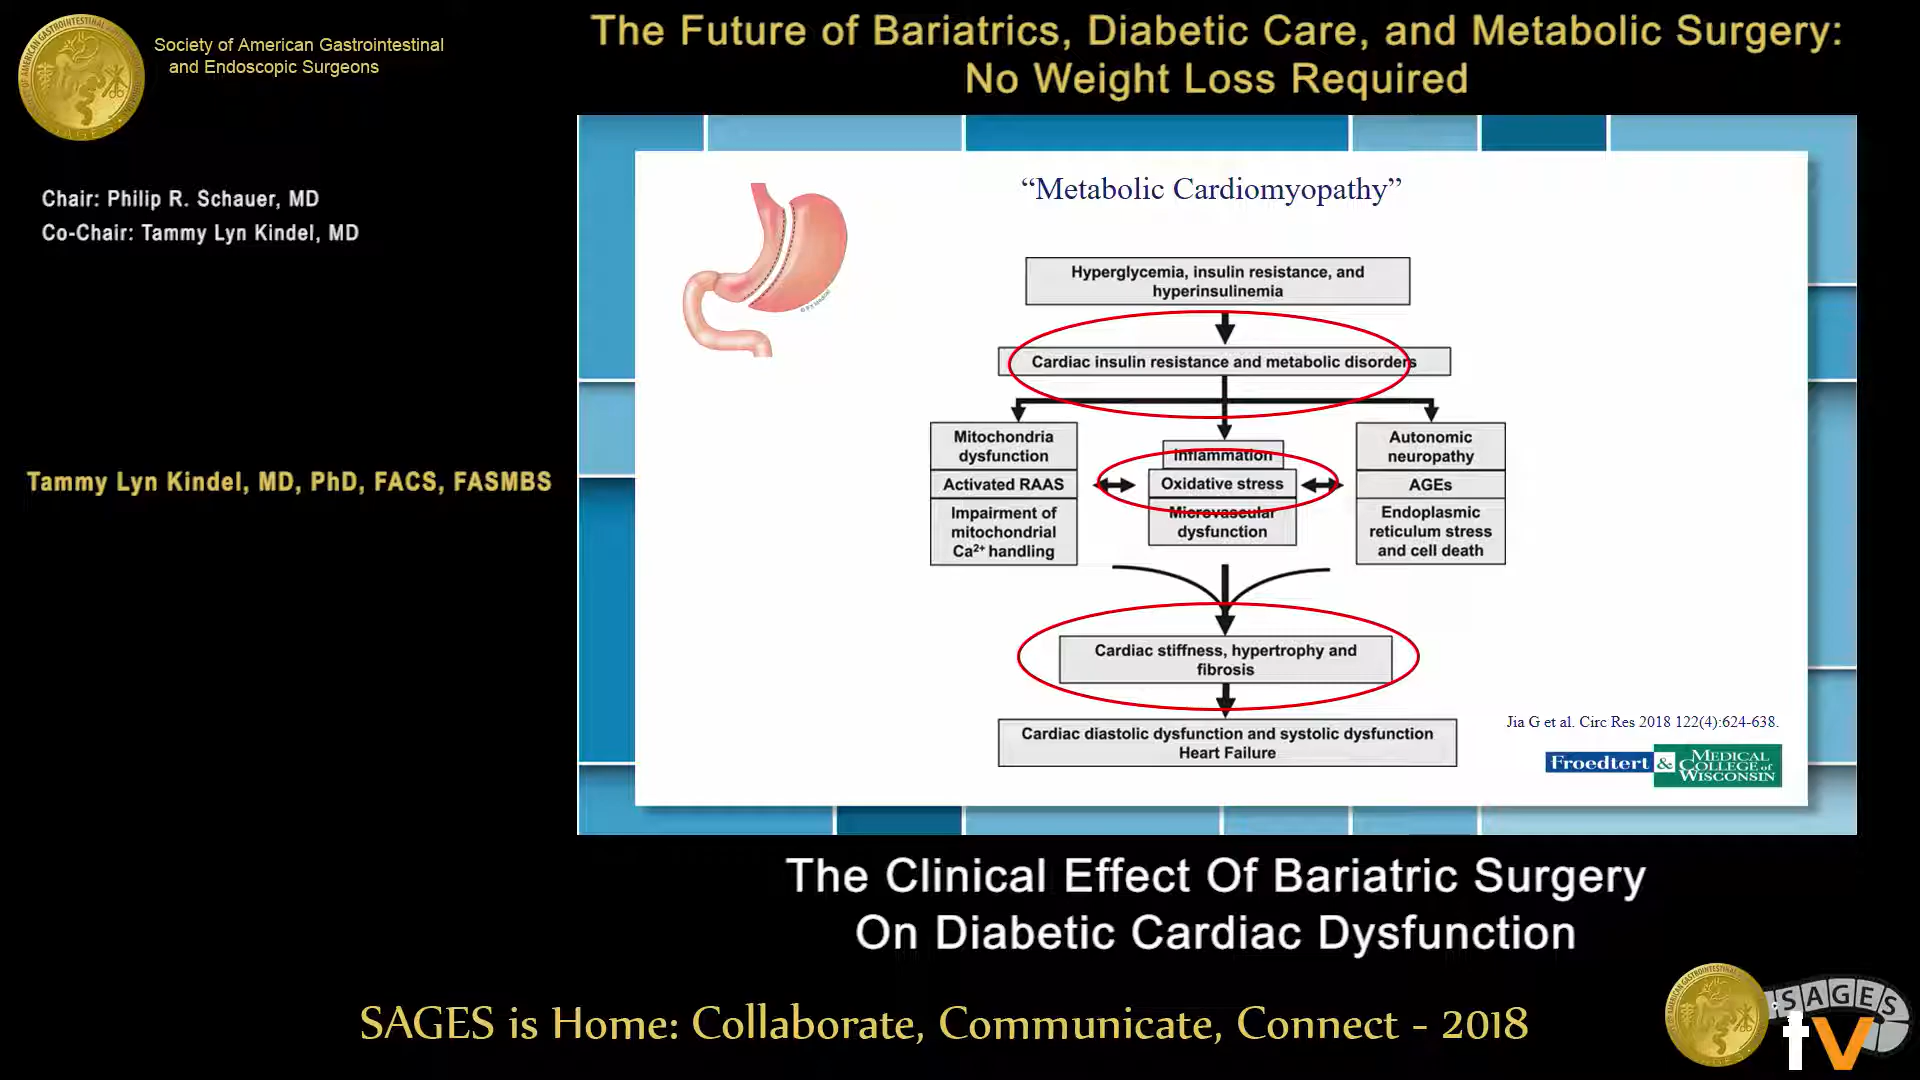 Society of American Gastrointestinal
and Endoscopic Surgeons
The Future of Bariatrics, Diabetic Care, and Metabolic Surgery:
No Weight Loss Required
Chair: Philip R. Schauer, MD
Co-Chair: Tammy Lyn Kindel, MD
Tammy Lyn Kindel, MD, PhD, FACS, FASMBS
“Metabolic Cardiomyopathy”
Hyperglycemia, insulin resistance, and
hyperinsulinemia
Cardiac insulin resistance and metabolic disorders
Mitochondria
dysfunction
Activated RAAS
Impairment of
mitochondrial
Ca²⁺ handling
Inflammation
Oxidative stress
Microvascular
dysfunction
Autonomic
neuropathy
AGEs
Endoplasmic
reticulum stress
and cell death
Cardiac stiffness, hypertrophy and
fibrosis
Cardiac diastolic dysfunction and systolic dysfunction
Heart Failure
Jia G et al. Circ Res 2018 122(4):624-638.
Froedtert &
MEDICAL
COLLEGE of
WISCONSIN
The Clinical Effect Of Bariatric Surgery
On Diabetic Cardiac Dysfunction
SAGES is Home: Collaborate, Communicate, Connect - 2018
SAGES
tv